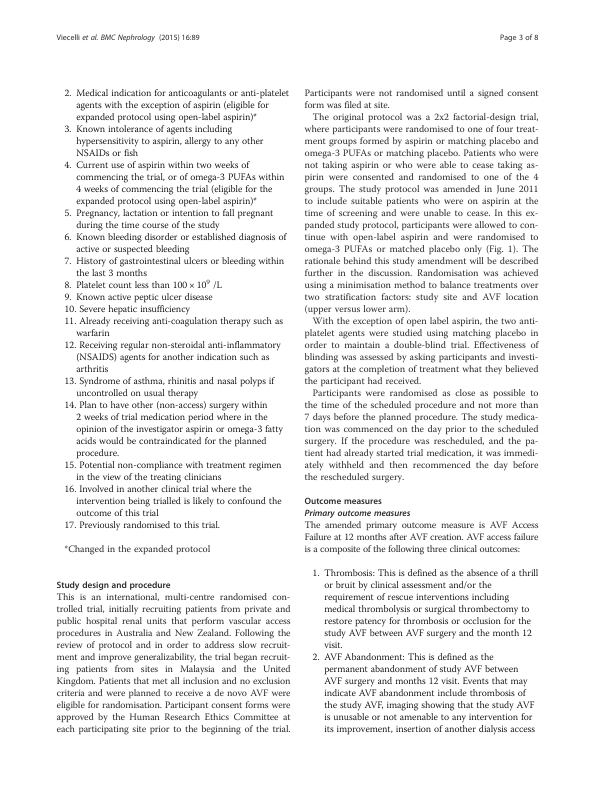 Viecelli et al. BMC Nephrology (2015) 16:89
Page 3 of 8
2. Medical indication for anticoagulants or anti-platelet
agents with the exception of aspirin (eligible for
expanded protocol using open-label aspirin)*
3. Known intolerance of agents including
hypersensitivity to aspirin, allergy to any other
NSAIDs or fish
4. Current use of aspirin within two weeks of
commencing the trial, or of omega-3 PUFAs within
4 weeks of commencing the trial (eligible for the
expanded protocol using open-label aspirin)*
5. Pregnancy, lactation or intention to fall pregnant
during the time course of the study
6. Known bleeding disorder or established diagnosis of
active or suspected bleeding
7. History of gastrointestinal ulcers or bleeding within
the last 3 months
8. Platelet count less than 100 × 10⁹ /L
9. Known active peptic ulcer disease
10. Severe hepatic insufficiency
11. Already receiving anti-coagulation therapy such as
warfarin
12. Receiving regular non-steroidal anti-inflammatory
(NSAIDS) agents for another indication such as
arthritis
13. Syndrome of asthma, rhinitis and nasal polyps if
uncontrolled on usual therapy
14. Plan to have other (non-access) surgery within
2 weeks of trial medication period where in the
opinion of the investigator aspirin or omega-3 fatty
acids would be contraindicated for the planned
procedure.
15. Potential non-compliance with treatment regimen
in the view of the treating clinicians
16. Involved in another clinical trial where the
intervention being trialled is likely to confound the
outcome of this trial
17. Previously randomised to this trial.
*Changed in the expanded protocol
Study design and procedure
This is an international, multi-centre randomised con-
trolled trial, initially recruiting patients from private and
public hospital renal units that perform vascular access
procedures in Australia and New Zealand. Following the
review of protocol and in order to address slow recruit-
ment and improve generalizability, the trial began recruit-
ing patients from sites in Malaysia and the United
Kingdom. Patients that met all inclusion and no exclusion
criteria and were planned to receive a de novo AVF were
eligible for randomisation. Participant consent forms were
approved by the Human Research Ethics Committee at
each participating site prior to the beginning of the trial.
Participants were not randomised until a signed consent
form was filed at site.
The original protocol was a 2x2 factorial-design trial,
where participants were randomised to one of four treat-
ment groups formed by aspirin or matching placebo and
omega-3 PUFAs or matching placebo. Patients who were
not taking aspirin or who were able to cease taking as-
pirin were consented and randomised to one of the 4
groups. The study protocol was amended in June 2011
to include suitable patients who were on aspirin at the
time of screening and were unable to cease. In this ex-
panded study protocol, participants were allowed to con-
tinue with open-label aspirin and were randomised to
omega-3 PUFAs or matched placebo only (Fig. 1). The
rationale behind this study amendment will be described
further in the discussion. Randomisation was achieved
using a minimisation method to balance treatments over
two stratification factors: study site and AVF location
(upper versus lower arm).
With the exception of open label aspirin, the two anti-
platelet agents were studied using matching placebo in
order to maintain a double-blind trial. Effectiveness of
blinding was assessed by asking participants and investi-
gators at the completion of treatment what they believed
the participant had received.
Participants were randomised as close as possible to
the time of the scheduled procedure and not more than
7 days before the planned procedure. The study medica-
tion was commenced on the day prior to the scheduled
surgery. If the procedure was rescheduled, and the pa-
tient had already started trial medication, it was immedi-
ately withheld and then recommenced the day before
the rescheduled surgery.
Outcome measures
Primary outcome measures
The amended primary outcome measure is AVF Access
Failure at 12 months after AVF creation. AVF access failure
is a composite of the following three clinical outcomes:
1. Thrombosis: This is defined as the absence of a thrill
or bruit by clinical assessment and/or the
requirement of rescue interventions including
medical thrombolysis or surgical thrombectomy to
restore patency for thrombosis or occlusion for the
study AVF between AVF surgery and the month 12
visit.
2. AVF Abandonment: This is defined as the
permanent abandonment of study AVF between
AVF surgery and months 12 visit. Events that may
indicate AVF abandonment include thrombosis of
the study AVF, imaging showing that the study AVF
is unusable or not amenable to any intervention for
its improvement, insertion of another dialysis access